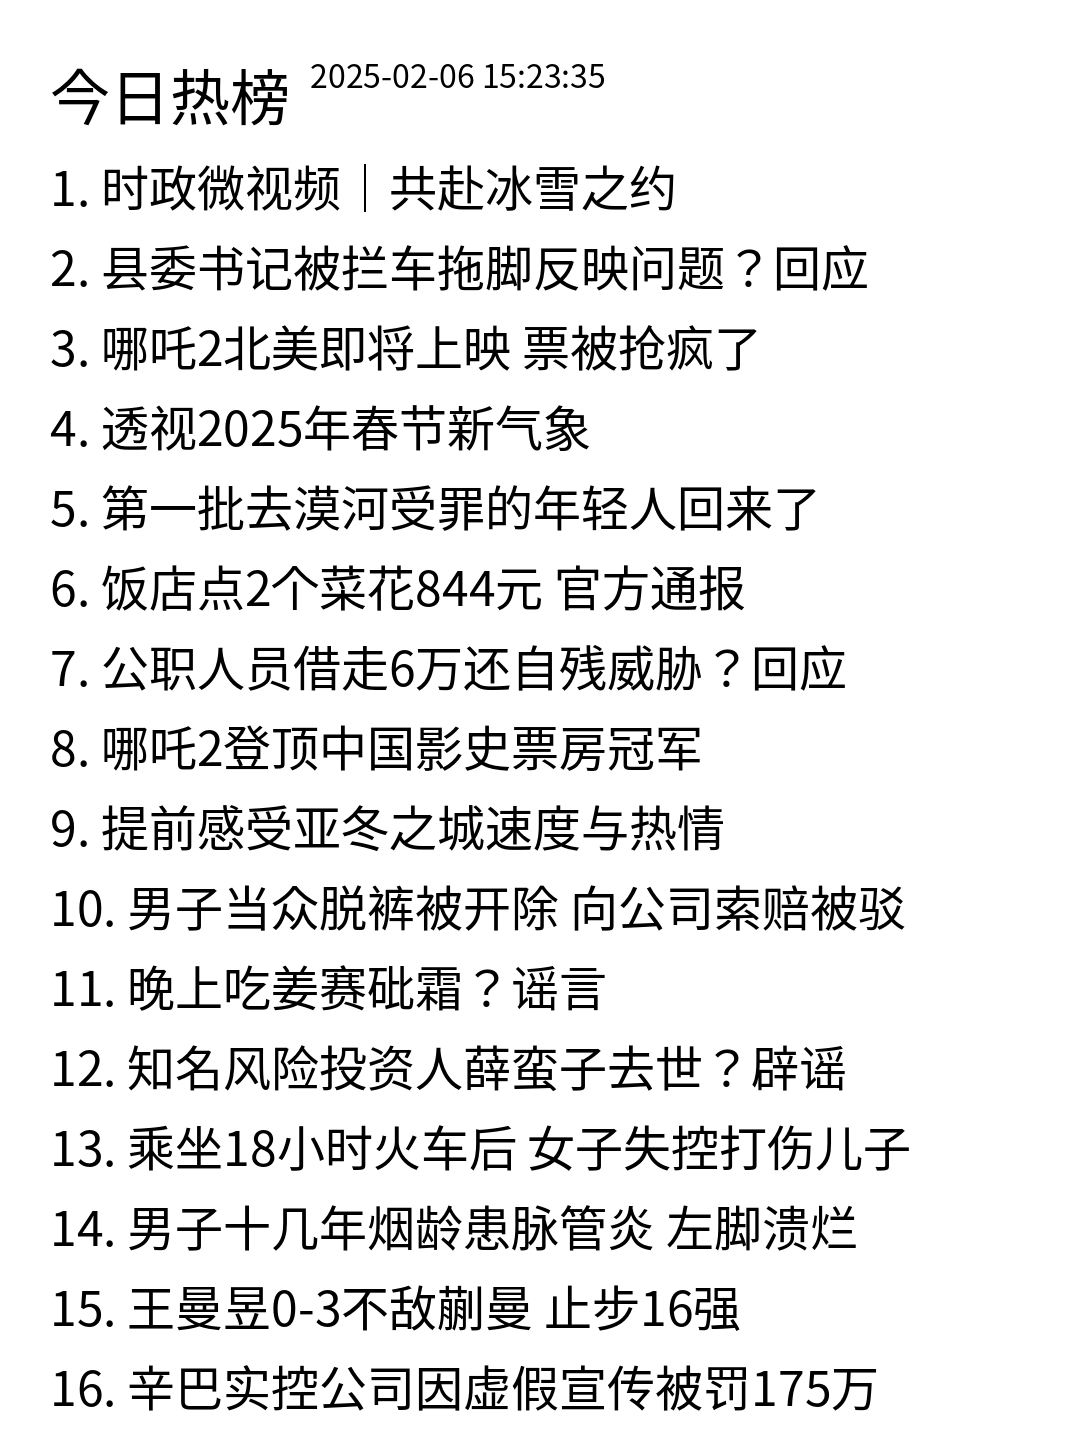 今日热榜 2025-02-06 15:23:35
1. 时政微视频｜共赴冰雪之约
2. 县委书记被拦车拖脚反映问题？回应
3. 哪吒2北美即将上映 票被抢疯了
4. 透视2025年春节新气象
5. 第一批去漠河受罪的年轻人回来了
6. 饭店点2个菜花844元 官方通报
7. 公职人员借走6万还自残威胁？回应
8. 哪吒2登顶中国影史票房冠军
9. 提前感受亚冬之城速度与热情
10. 男子当众脱裤被开除 向公司索赔被驳
11. 晚上吃姜赛砒霜？谣言
12. 知名风险投资人薛蛮子去世？辟谣
13. 乘坐18小时火车后 女子失控打伤儿子
14. 男子十几年烟龄患脉管炎 左脚溃烂
15. 王曼昱0-3不敌蒯曼 止步16强
16. 辛巴实控公司因虚假宣传被罚175万